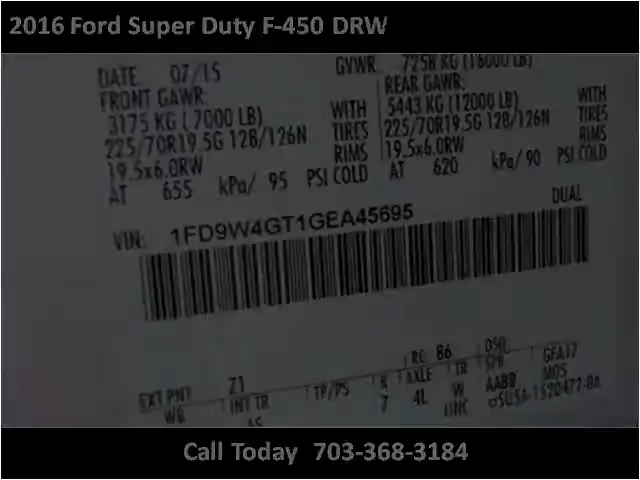 2016 Ford Super Duty F-450 DRW
DATE: 07/15
GVWR: 7258 KG (16000 LB)
FRONT GAWR:
3175 KG (7000 LB)
WITH
225/70R19.5G 128/126N
TIRES
19.5x6.0RW
RIMS
AT 655 kPa/ 95 PSI COLD
REAR GAWR:
5443 KG (12000 LB)
WITH
225/70R19.5G 128/126N
TIRES
19.5x6.0RW
RIMS
AT 620 kPa/ 90 PSI COLD
DUAL
VIN: 1FD9W4GT1GEA45695
RC: 86 DSO:
EXT PNT Z1
WB INT TR TP/PS R AXLE TR SPR GFA17
7 4L W AABB MOS
Call Today 703-368-3184